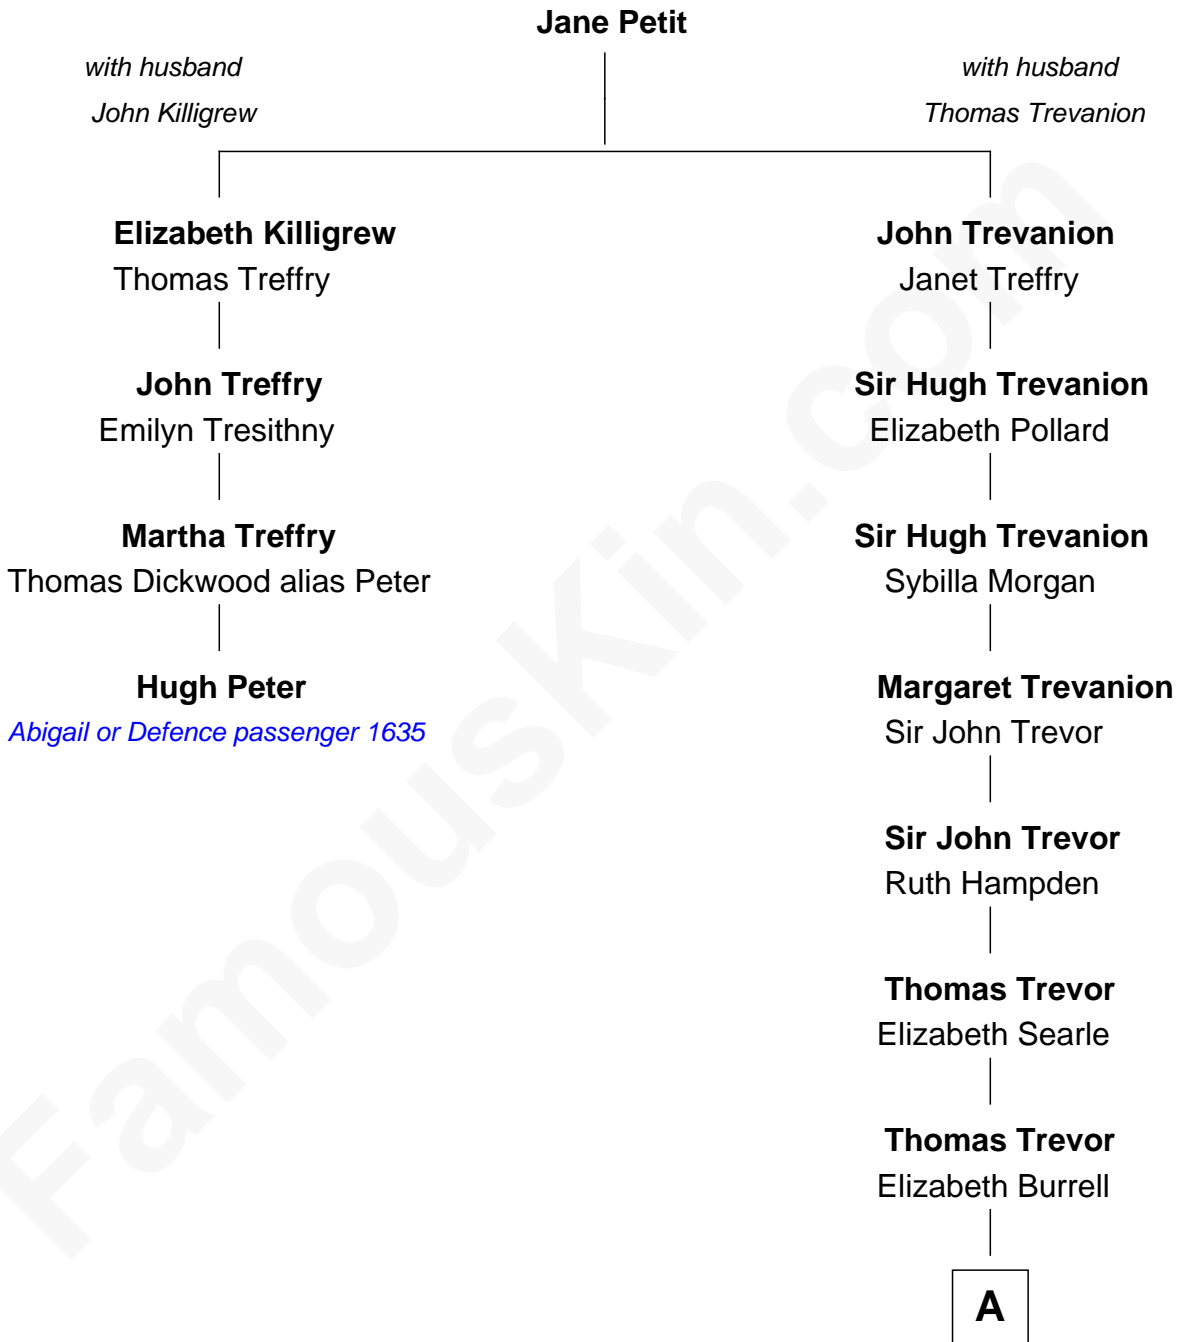 Jane Petit
with husband
John Killigrew
with husband
Thomas Trevanion
Elizabeth Killigrew
Thomas Treffry
John Treffry
Emilyn Tresithny
Martha Treffry
Thomas Dickwood alias Peter
Hugh Peter
Abigail or Defence passenger 1635
John Trevanion
Janet Treffry
Sir Hugh Trevanion
Elizabeth Pollard
Sir Hugh Trevanion
Sybilla Morgan
Margaret Trevanion
Sir John Trevor
Sir John Trevor
Ruth Hampden
Thomas Trevor
Elizabeth Searle
Thomas Trevor
Elizabeth Burrell
A
FamousKin.com